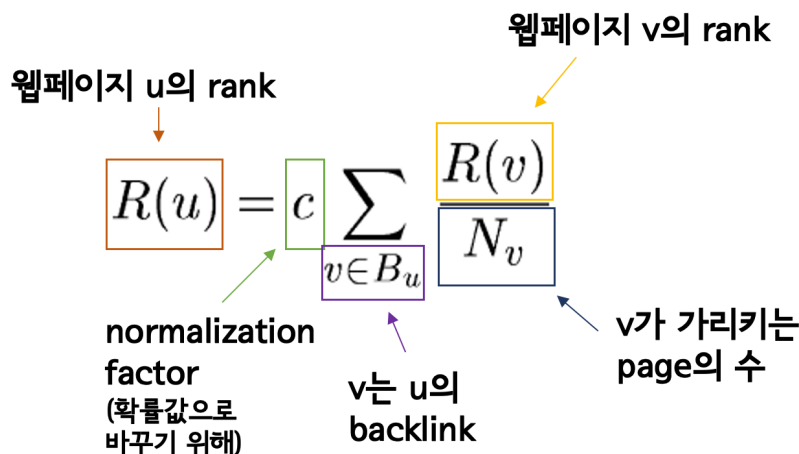 웹페이지 v의 rank
웹페이지 u의 rank
R(u) = c ∑_{v∈B_u} R(v)/N_v
normalization
factor
(확률값으로
바꾸기 위해)
v는 u의
backlink
v가 가리키는
page의 수